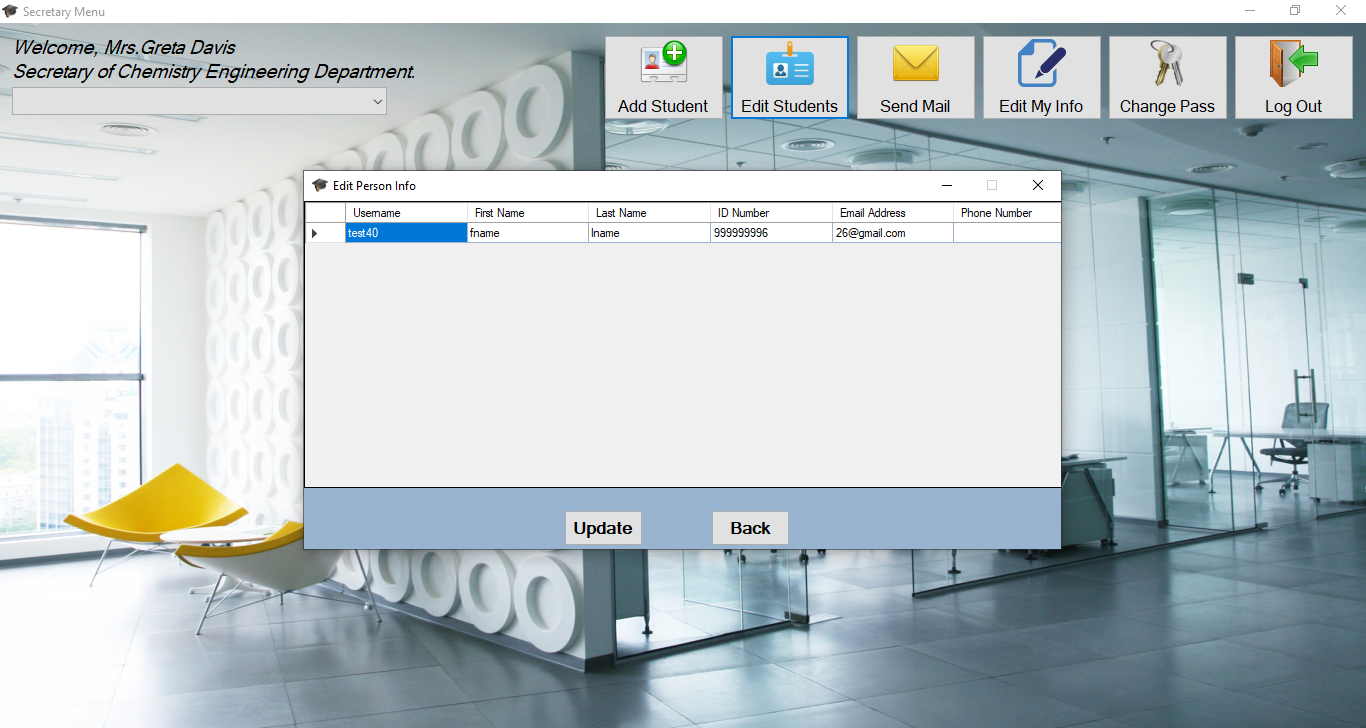 Secretary Menu
Welcome, Mrs.Greta Davis
Secretary of Chemistry Engineering Department.
Add Student
Edit Students
Send Mail
Edit My Info
Change Pass
Log Out
Edit Person Info
Username First Name Last Name ID Number Email Address Phone Number
test40 fname lname 999999996 26@gmail.com
Update Back